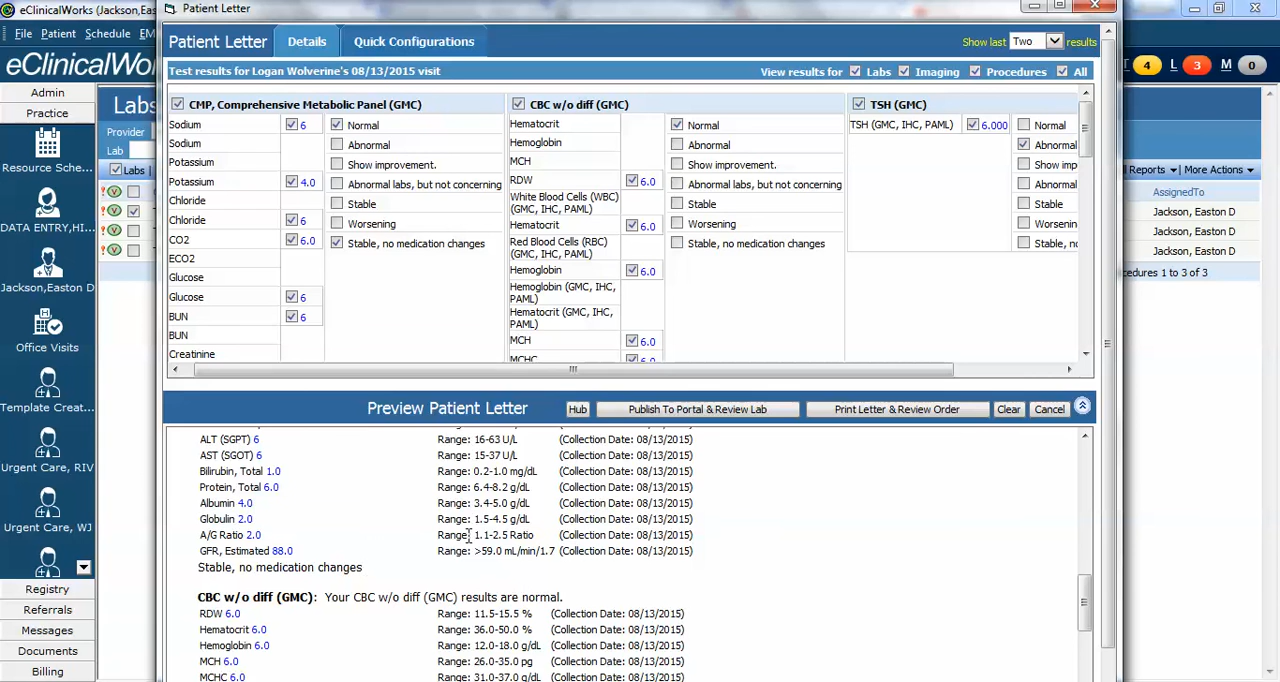 eClinicalWorks (Jackson,Easton
Patient Letter
File Patient Schedule EM
eClinicalWo
T 4 L 3 M 0
Admin
Practice
Resource Sche...
DATA ENTRY,HI...
Jackson,Easton D
Office Visits
Template Creat...
Urgent Care, RIV
Urgent Care, WJ
Registry
Referrals
Messages
Documents
Billing
Labs
Provider
Lab
Labs
Patient Letter Details Quick Configurations Show last Two results
Test results for Logan Wolverine's 08/13/2015 visit View results for Labs Imaging Procedures All
CMP, Comprehensive Metabolic Panel (GMC)
Sodium 6
Sodium
Potassium
Potassium 4.0
Chloride
Chloride 6
CO2 6.0
ECO2
Glucose
Glucose 6
BUN 6
BUN
Creatinine
Normal
Abnormal
Show improvement.
Abnormal labs, but not concerning
Stable
Worsening
Stable, no medication changes
CBC w/o diff (GMC)
Hematocrit
Hemoglobin
MCH
RDW 6.0
White Blood Cells (WBC)
(GMC, IHC, PAML)
Hematocrit 6.0
Red Blood Cells (RBC)
(GMC, IHC, PAML)
Hemoglobin 6.0
Hemoglobin (GMC, IHC,
PAML)
Hematocrit (GMC, IHC,
PAML)
MCH 6.0
MCHC 6.0
Normal
Abnormal
Show improvement.
Abnormal labs, but not concerning
Stable
Worsening
Stable, no medication changes
TSH (GMC)
TSH (GMC, IHC, PAML) 6.000
Normal
Abnormal
Show imp
Abnormal
Stable
Worsenin
Stable, no
Reports More Actions
AssignedTo
Jackson, Easton D
Jackson, Easton D
Jackson, Easton D
cedures 1 to 3 of 3
Preview Patient Letter Hub Publish To Portal & Review Lab Print Letter & Review Order Clear Cancel
ALT (SGPT) 6 Range: 16-63 U/L (Collection Date: 08/13/2015)
AST (SGOT) 6 Range: 15-37 U/L (Collection Date: 08/13/2015)
Bilirubin, Total 1.0 Range: 0.2-1.0 mg/dL (Collection Date: 08/13/2015)
Protein, Total 6.0 Range: 6.4-8.2 g/dL (Collection Date: 08/13/2015)
Albumin 4.0 Range: 3.4-5.0 g/dL (Collection Date: 08/13/2015)
Globulin 2.0 Range: 1.5-4.5 g/dL (Collection Date: 08/13/2015)
A/G Ratio 2.0 Range: 1.1-2.5 Ratio (Collection Date: 08/13/2015)
GFR, Estimated 88.0 Range: >59.0 mL/min/1.7 (Collection Date: 08/13/2015)
Stable, no medication changes
CBC w/o diff (GMC): Your CBC w/o diff (GMC) results are normal.
RDW 6.0 Range: 11.5-15.5 % (Collection Date: 08/13/2015)
Hematocrit 6.0 Range: 36.0-50.0 % (Collection Date: 08/13/2015)
Hemoglobin 6.0 Range: 12.0-18.0 g/dL (Collection Date: 08/13/2015)
MCH 6.0 Range: 26.0-35.0 pg (Collection Date: 08/13/2015)
MCHC 6.0 Range: 31.0-37.0 g/dL (Collection Date: 08/13/2015)